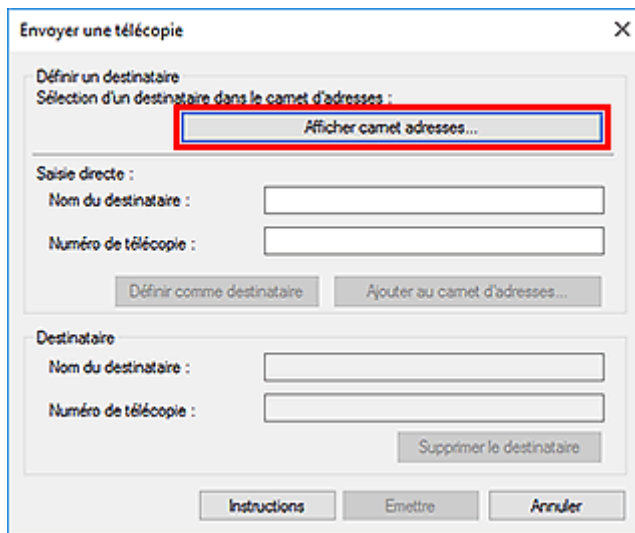 Envoyer une télécopie
Définir un destinataire
Sélection d'un destinataire dans le carnet d'adresses :
Afficher carnet adresses...
Saisie directe :
Nom du destinataire :
Numéro de télécopie :
Définir comme destinataire
Ajouter au carnet d'adresses...
Destinataire
Nom du destinataire :
Numéro de télécopie :
Supprimer le destinataire
Instructions
Emettre
Annuler